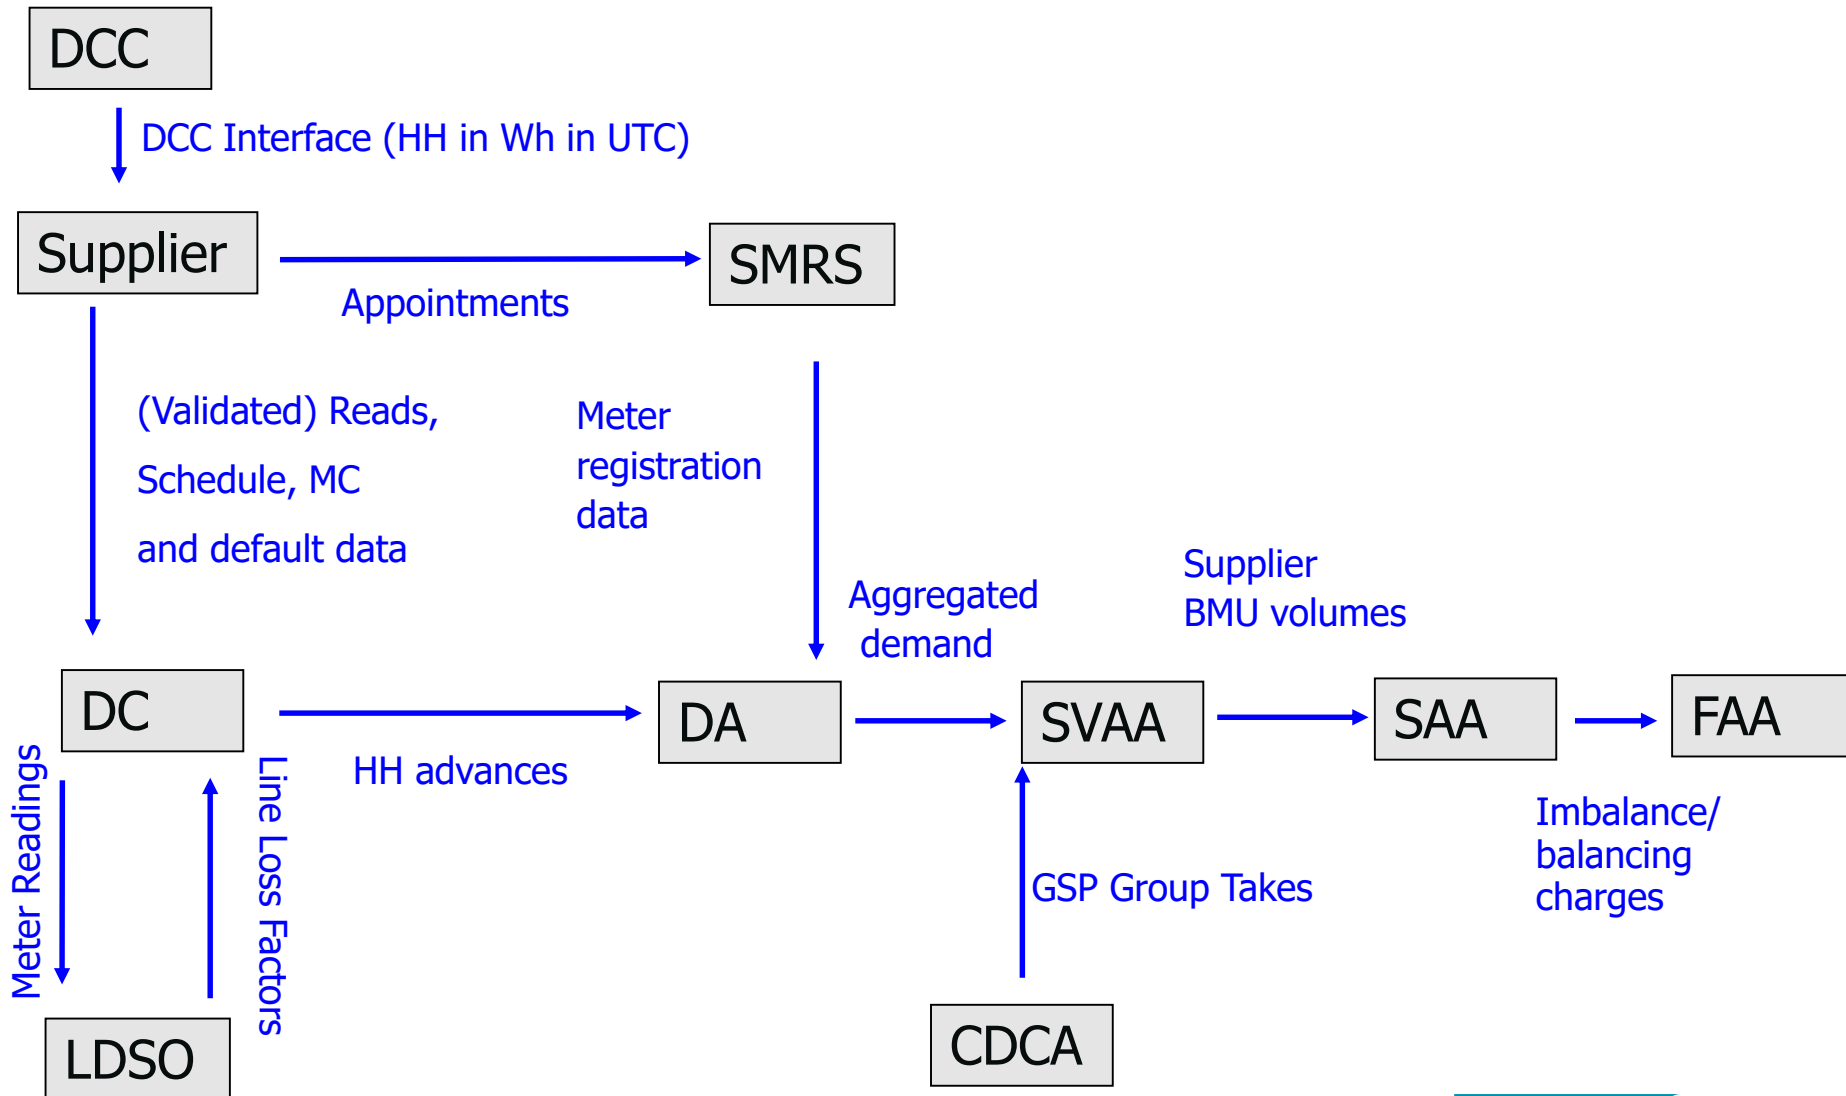 DCC
DCC Interface (HH in Wh in UTC)
Supplier
SMRS
Appointments
(Validated) Reads,
Schedule, MC
and default data
Meter
registration
data
Aggregated
demand
Supplier
BMU volumes
DC
DA
SVAA
SAA
FAA
HH advances
Meter Readings
Line Loss Factors
Imbalance/
balancing
charges
GSP Group Takes
LDSO
CDCA